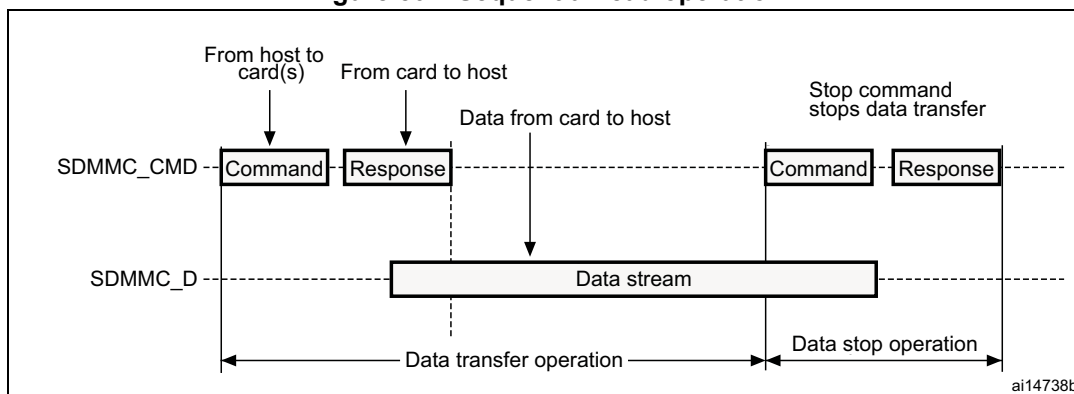 From host to
card(s)
From card to host
Data from card to host
Stop command
stops data transfer
SDMMC_CMD
Command
Response
Command
Response
SDMMC_D
Data stream
Data transfer operation
Data stop operation
ai14738b